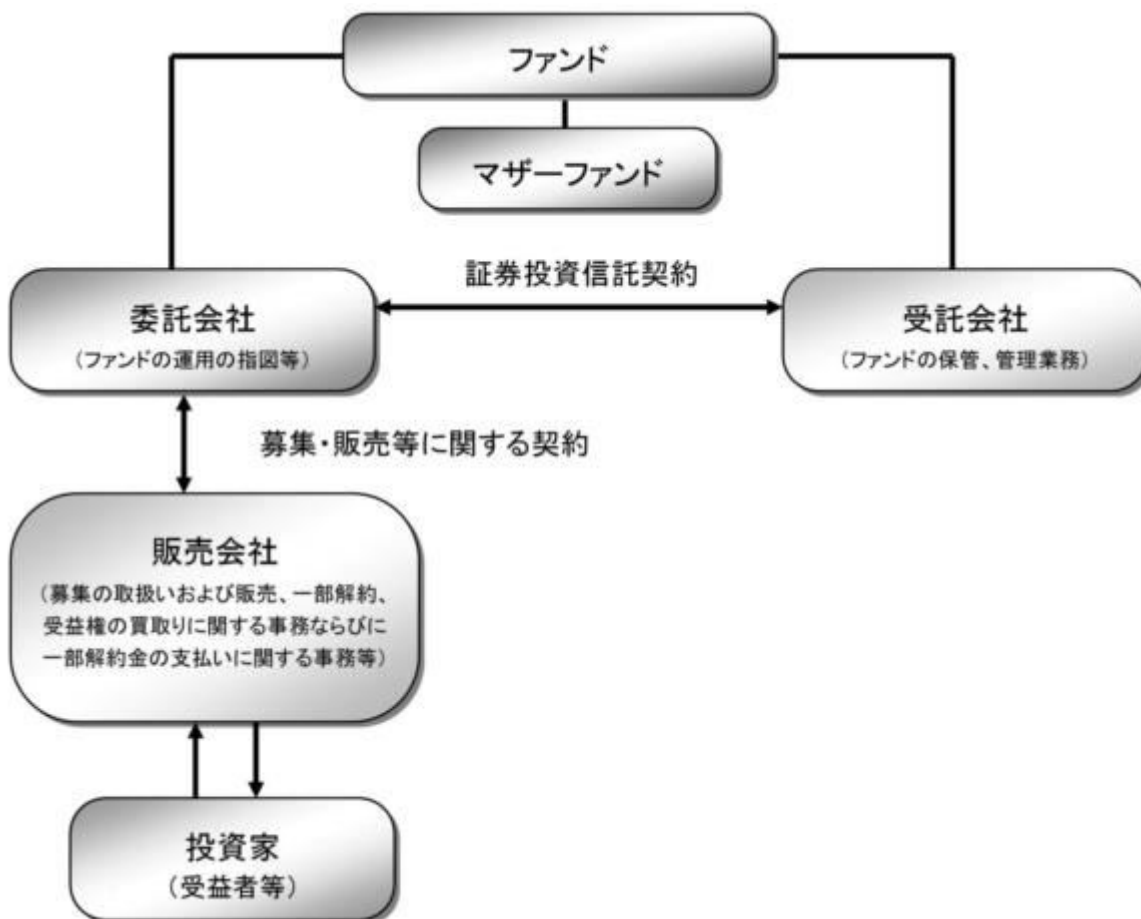 ファンド
マザーファンド
証券投資信託契約
委託会社
（ファンドの運用の指図等）
受託会社
（ファンドの保管、管理業務）
募集・販売等に関する契約
販売会社
（募集の取扱いおよび販売、一部解約、
受益権の買取りに関する事務ならびに
一部解約金の支払いに関する事務等）
投資家
（受益者等）